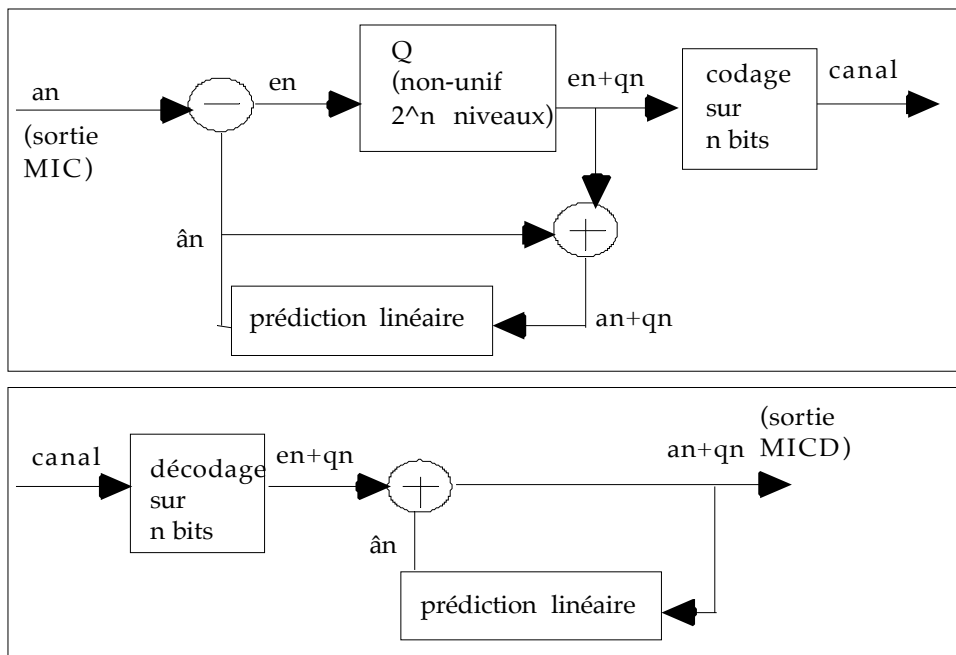 an
(sortie
MIC)
en
Q
(non-unif
2^n niveaux)
en+qn
codage
sur
n bits
canal
ân
prédiction linéaire
an+qn
canal
décodage
sur
n bits
en+qn
ân
an+qn
(sortie
MICD)
prédiction linéaire